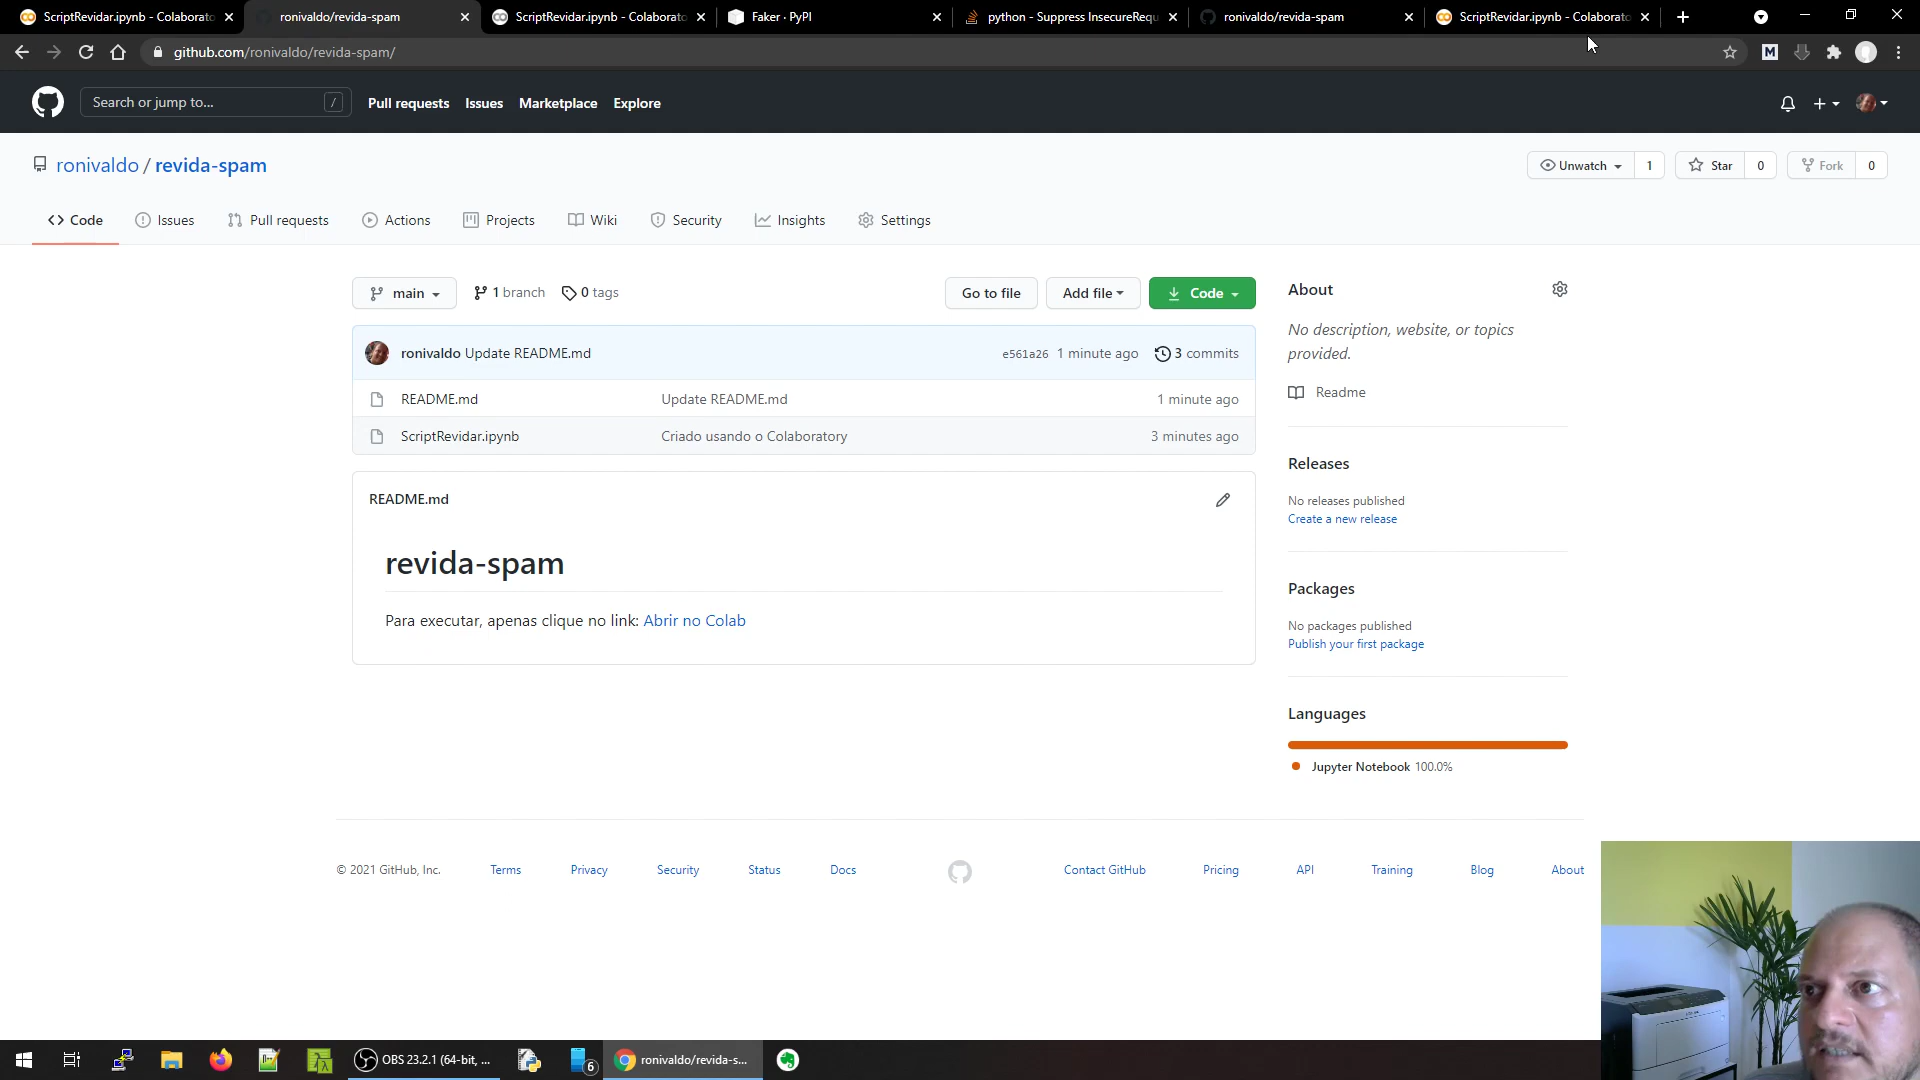 ScriptRevidar.ipynb - Colaborato
ronivaldo/revida-spam
ScriptRevidar.ipynb - Colaborato
Faker · PyPI
python - Suppress InsecureRequ
ronivaldo/revida-spam
ScriptRevidar.ipynb - Colaborato
github.com/ronivaldo/revida-spam/
M
Search or jump to...
/
Pull requests
Issues
Marketplace
Explore
ronivaldo / revida-spam
Unwatch 1
Star 0
Fork 0
Code
Issues
Pull requests
Actions
Projects
Wiki
Security
Insights
Settings
main
1 branch
0 tags
Go to file
Add file
Code
ronivaldo Update README.md
e561a26 1 minute ago
3 commits
README.md Update README.md 1 minute ago
ScriptRevidar.ipynb Criado usando o Colaboratory 3 minutes ago
README.md
revida-spam
Para executar, apenas clique no link: Abrir no Colab
About
No description, website, or topics
provided.
Readme
Releases
No releases published
Create a new release
Packages
No packages published
Publish your first package
Languages
Jupyter Notebook 100.0%
© 2021 GitHub, Inc.
Terms
Privacy
Security
Status
Docs
Contact GitHub
Pricing
API
Training
Blog
About
OBS 23.2.1 (64-bit, ...
6
ronivaldo/revida-s...